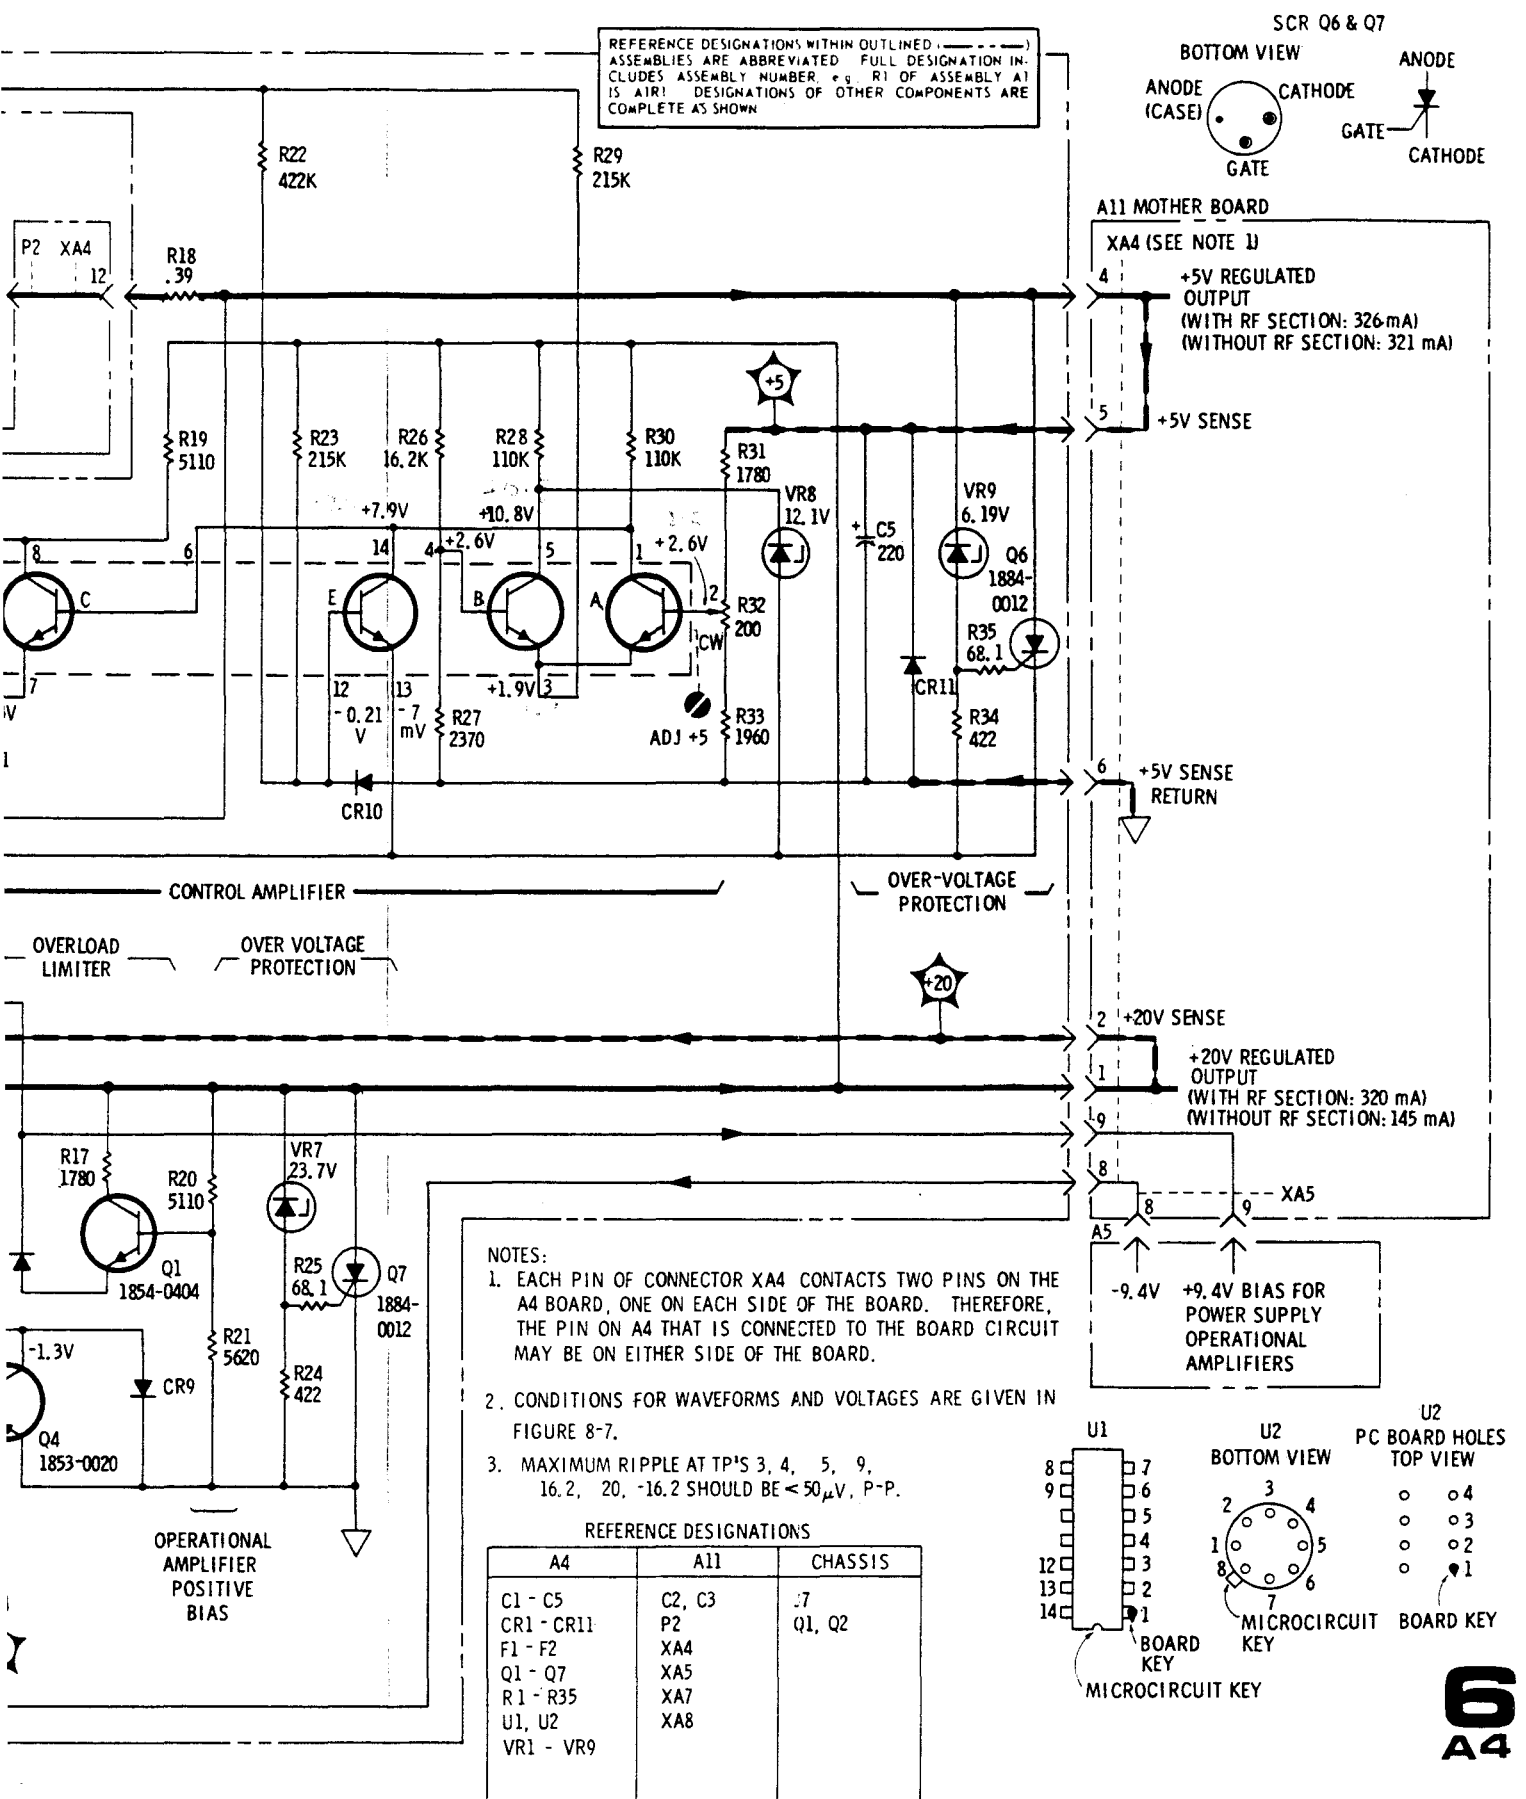 SCR Q6 & Q7
BOTTOM VIEW
ANODE
ANODE
(CASE)
CATHODE
GATE
GATE
CATHODE
REFERENCE DESIGNATIONS WITHIN OUTLINED (— - - —)
ASSEMBLIES ARE ABBREVIATED FULL DESIGNATION IN-
CLUDES ASSEMBLY NUMBER, e g R1 OF ASSEMBLY A1
IS A1R1 DESIGNATIONS OF OTHER COMPONENTS ARE
COMPLETE AS SHOWN
R22
422K
R29
215K
A11 MOTHER BOARD
P2 XA4
12
R18
.39
XA4 (SEE NOTE 1)
4
+5V REGULATED
OUTPUT
(WITH RF SECTION: 326 mA)
(WITHOUT RF SECTION: 321 mA)
+5
5
+5V SENSE
R19
5110
R23
215K
R26
16.2K
R28
110K
R30
110K
R31
1780
VR8
12.1V
C5
220
+
VR9
6.19V
Q6
1884-
0012
+7.9V
+10.8V
+2.6V
+2.6V
8
6
14
4
5
1
2
C
E
B
A
R32
200
CW
R35
68.1
CR11
7
V
12
13
- 0.21
V
- 7
mV
+1.9V
3
R27
2370
ADJ +5
R33
1960
R34
422
1
CR10
6
+5V SENSE
RETURN
CONTROL AMPLIFIER
OVER-VOLTAGE
PROTECTION
OVERLOAD
LIMITER
OVER VOLTAGE
PROTECTION
+20
2
+20V SENSE
1
+20V REGULATED
OUTPUT
(WITH RF SECTION: 320 mA)
(WITHOUT RF SECTION: 145 mA)
9
8
XA5
8
9
A5
-9.4V
+9.4V BIAS FOR
POWER SUPPLY
OPERATIONAL
AMPLIFIERS
R17
1780
R20
5110
VR7
23.7V
Q1
1854-0404
R25
68.1
Q7
1884-
0012
-1.3V
CR9
R21
5620
R24
422
Q4
1853-0020
OPERATIONAL
AMPLIFIER
POSITIVE
BIAS
NOTES:
1. EACH PIN OF CONNECTOR XA4 CONTACTS TWO PINS ON THE
A4 BOARD, ONE ON EACH SIDE OF THE BOARD. THEREFORE,
THE PIN ON A4 THAT IS CONNECTED TO THE BOARD CIRCUIT
MAY BE ON EITHER SIDE OF THE BOARD.
2. CONDITIONS FOR WAVEFORMS AND VOLTAGES ARE GIVEN IN
FIGURE 8-7.
3. MAXIMUM RIPPLE AT TP'S 3, 4, 5, 9,
16.2, 20, -16.2 SHOULD BE < 50μV, P-P.
REFERENCE DESIGNATIONS
A4 A11 CHASSIS
C1 - C5 C2, C3 J7
CR1 - CR11 P2 Q1, Q2
F1 - F2 XA4
Q1 - Q7 XA5
R1 - R35 XA7
U1, U2 XA8
VR1 - VR9
U1
8 7
9 6
5
4
12 3
13 2
14 1
BOARD
KEY
MICROCIRCUIT KEY
U2
BOTTOM VIEW
3
2 4
1 5
8 6
7
MICROCIRCUIT
KEY
U2
PC BOARD HOLES
TOP VIEW
4
3
2
1
BOARD KEY
6
A4